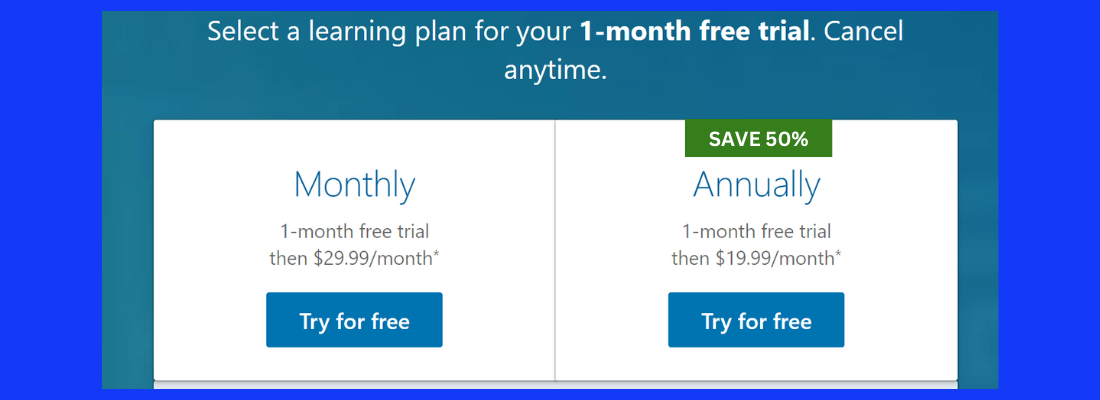 Select a learning plan for your 1-month free trial. Cancel
anytime.
Monthly
1-month free trial
then $29.99/month*
Try for free
SAVE 50%
Annually
1-month free trial
then $19.99/month*
Try for free